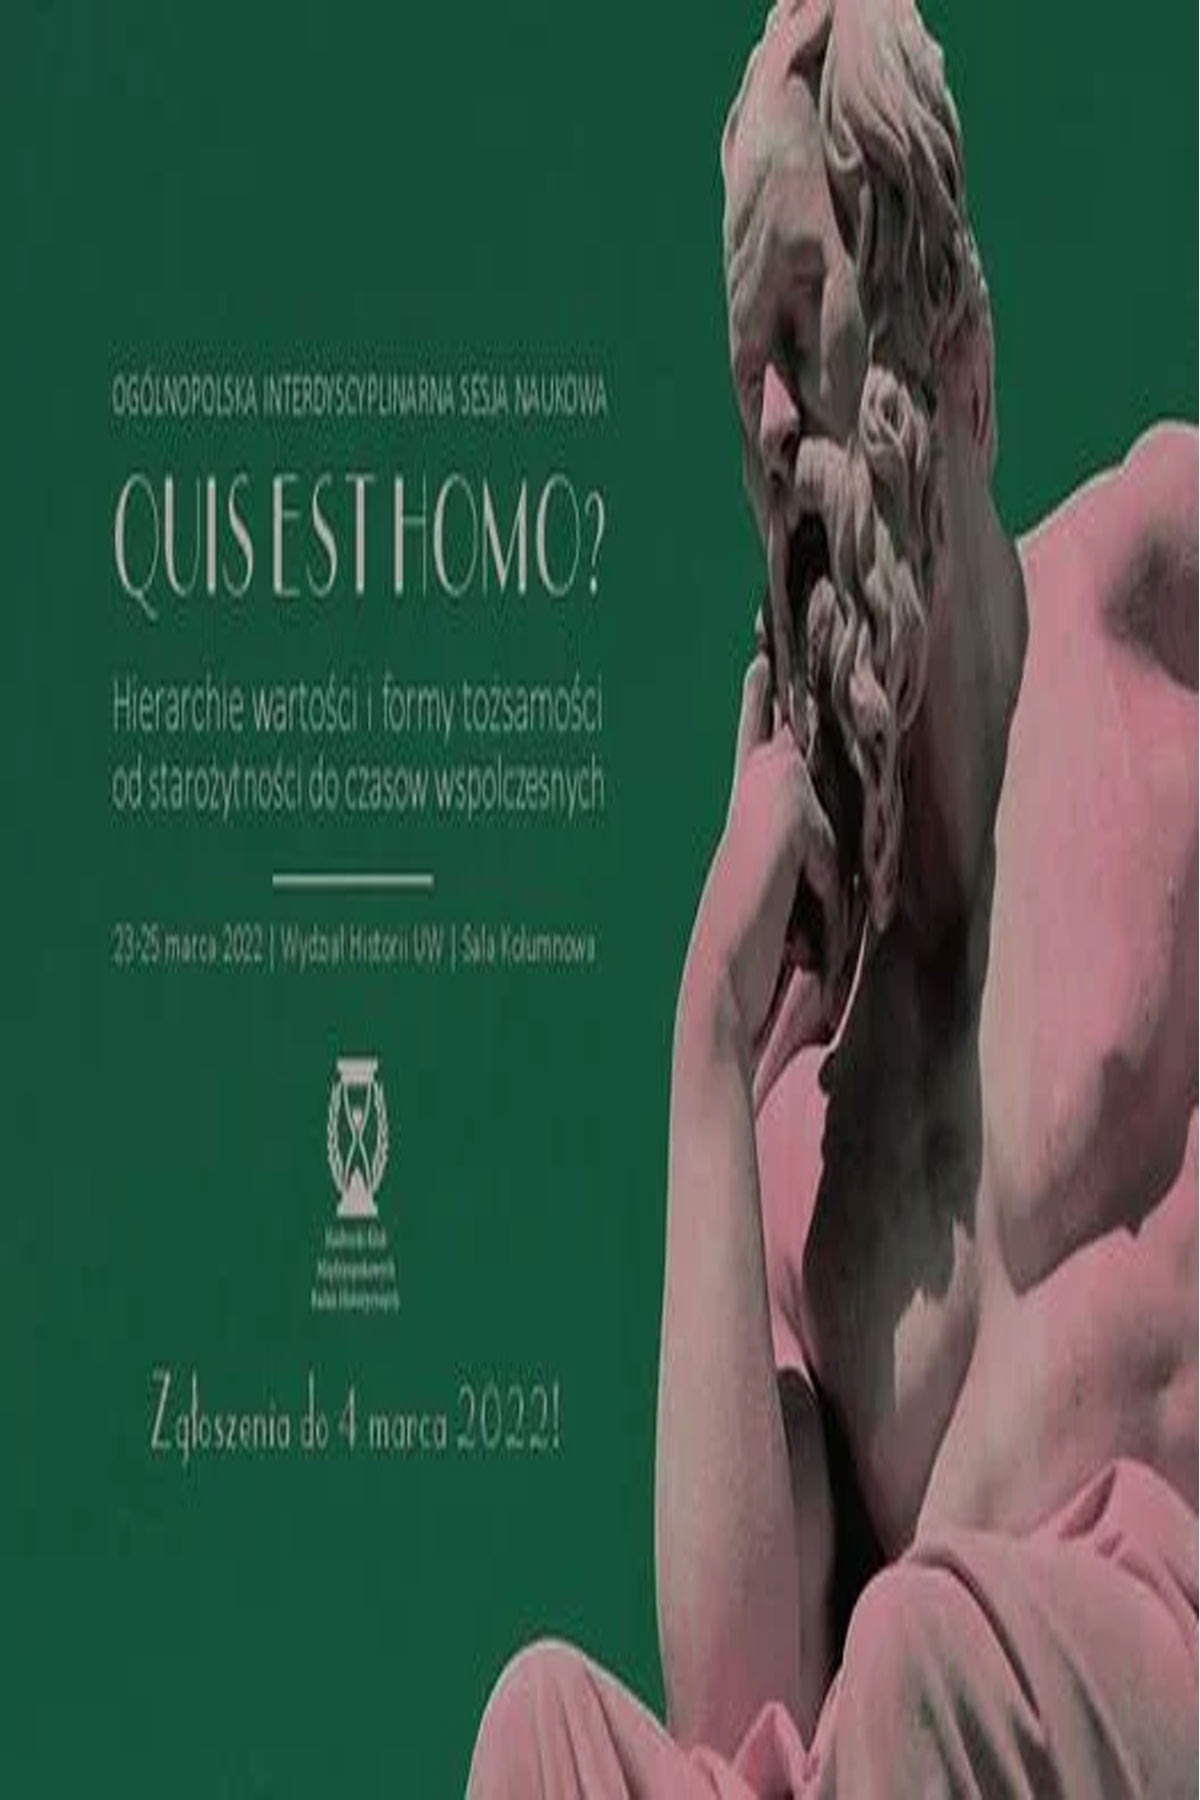 OGÓLNOPOLSKA INTERDYSCYPLINARNA SESJA NAUKOWA
QUIS EST HOMO?
Hierarchie wartości i formy tożsamości
od starożytności do czasów współczesnych
23-25 marca 2022 | Wydział Historii UW | Sala Kolumnowa
Zgłoszenia do 4 marca 2022!